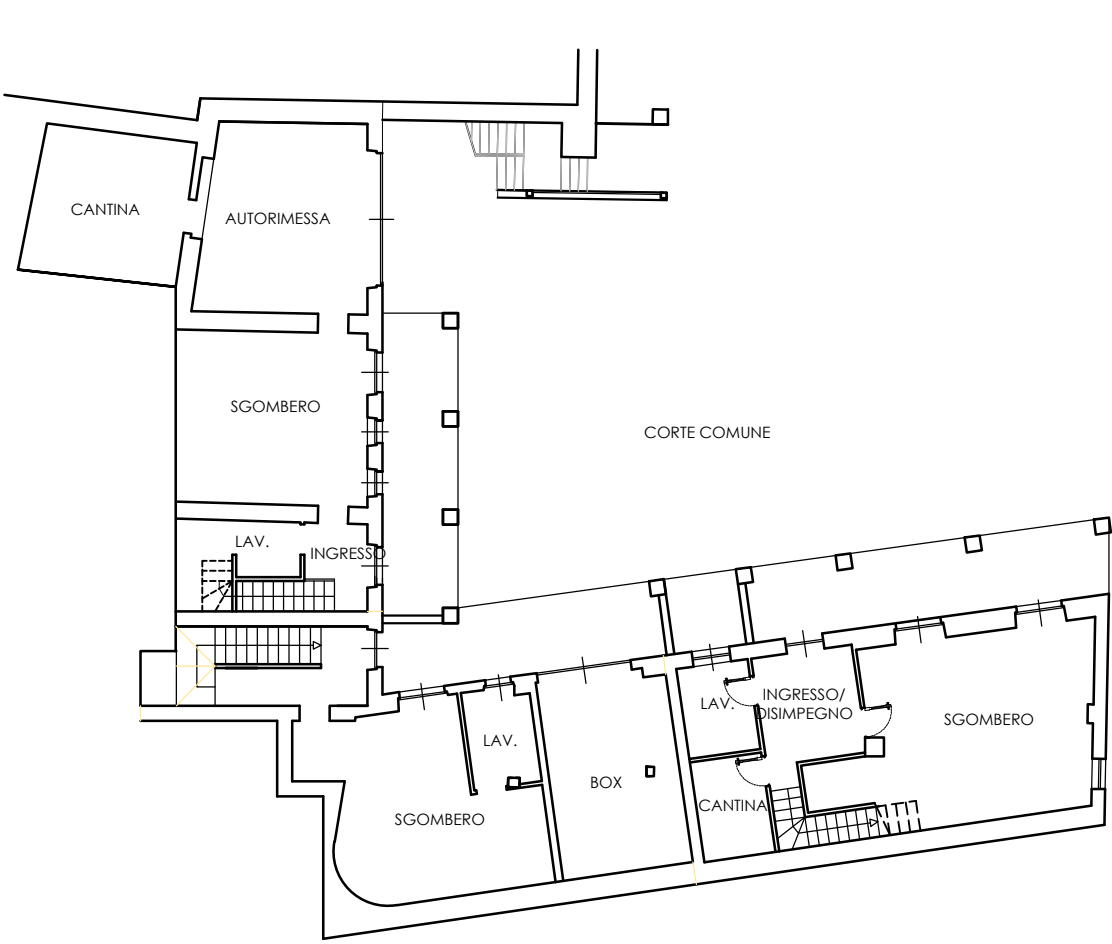 CANTINA
AUTORIMESSA
SGOMBERO
CORTE COMUNE
LAV.
INGRESSO
LAV.
INGRESSO/
DISIMPEGNO
SGOMBERO
LAV.
BOX
CANTINA
SGOMBERO